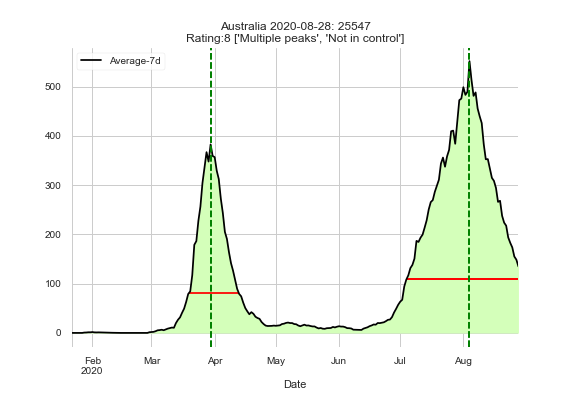 Australia 2020-08-28: 25547
Rating:8 ['Multiple peaks', 'Not in control']
Average-7d
500
400
300
200
100
0
Feb
2020
Mar
Apr
May
Jun
Jul
Aug
Date